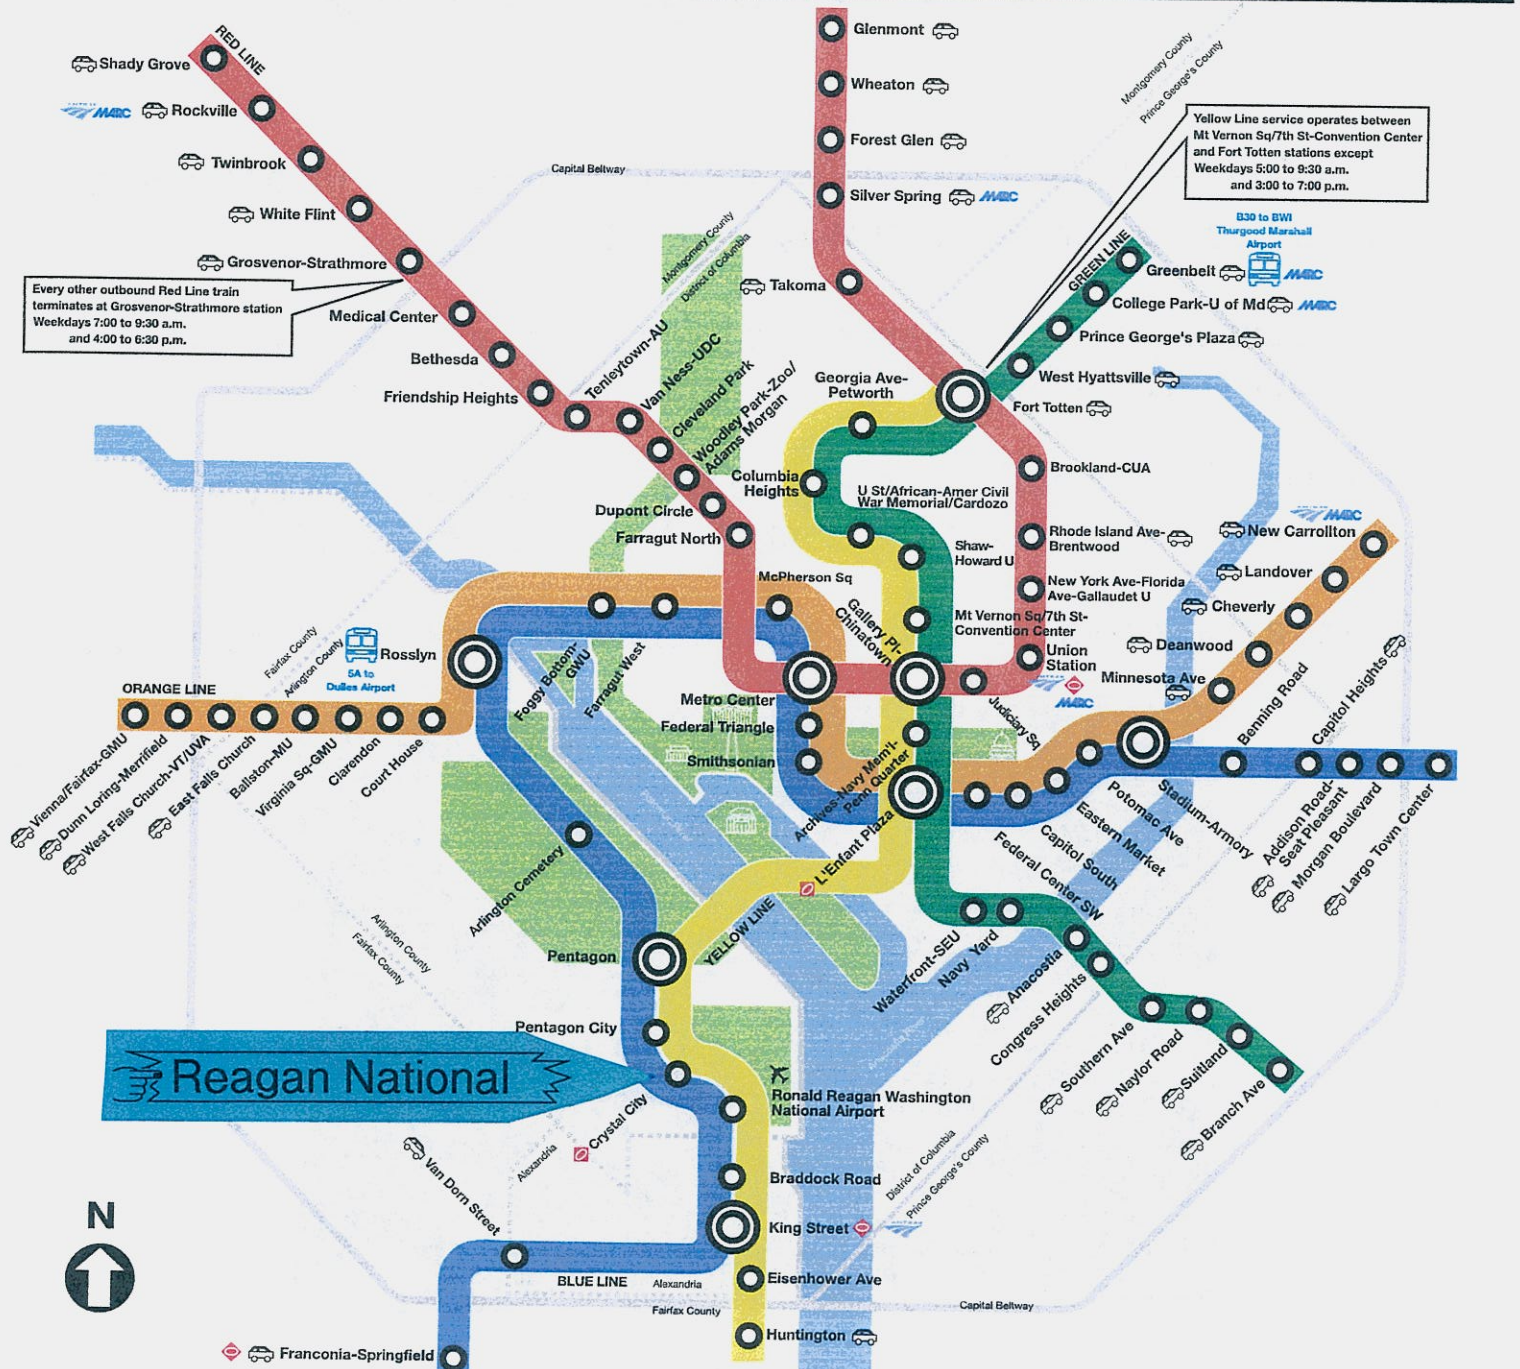 RED LINE
Shady Grove
MARC
Rockville
Twinbrook
White Flint
Grosvenor-Strathmore
Every other outbound Red Line train
terminates at Grosvenor-Strathmore station
Weekdays 7:00 to 9:30 a.m.
and 4:00 to 6:30 p.m.
Medical Center
Bethesda
Friendship Heights
Tenleytown-AU
Van Ness-UDC
Cleveland Park
Woodley Park-Zoo/
Adams Morgan
Dupont Circle
Farragut North
Glenmont
Wheaton
Forest Glen
Silver Spring
MARC
Takoma
Capital Beltway
Montgomery County
District of Columbia
Montgomery County
Prince George's County
Yellow Line service operates between
Mt Vernon Sq/7th St-Convention Center
and Fort Totten stations except
Weekdays 5:00 to 9:30 a.m.
and 3:00 to 7:00 p.m.
B30 to BWI
Thurgood Marshall
Airport
GREEN LINE
Greenbelt
MARC
College Park-U of Md
MARC
Prince George's Plaza
West Hyattsville
Fort Totten
Georgia Ave-
Petworth
Columbia
Heights
U St/African-Amer Civil
War Memorial/Cardozo
Shaw-
Howard U
Brookland-CUA
Rhode Island Ave-
Brentwood
New York Ave-Florida
Ave-Gallaudet U
Mt Vernon Sq/7th St-
Convention Center
Union
Station
MARC
MARC
New Carrollton
Landover
Cheverly
Deanwood
Minnesota Ave
Benning Road
Capitol Heights
McPherson Sq
Gallery Pl-
Chinatown
Judiciary Sq
Metro Center
Federal Triangle
Smithsonian
Archives-Navy Mem'l-
Penn Quarter
L'Enfant Plaza
Foggy Bottom-
GWU
Farragut West
Fairfax County
Arlington County
Rosslyn
5A to
Dulles Airport
ORANGE LINE
Vienna/Fairfax-GMU
Dunn Loring-Merrifield
West Falls Church-VT/UVA
East Falls Church
Ballston-MU
Virginia Sq-GMU
Clarendon
Court House
Federal Center SW
Capitol South
Eastern Market
Potomac Ave
Stadium-Armory
Addison Road-
Seat Pleasant
Morgan Boulevard
Largo Town Center
Arlington Cemetery
Pentagon
YELLOW LINE
Arlington County
Fairfax County
Waterfront-SEU
Navy Yard
Anacostia
Congress Heights
Southern Ave
Naylor Road
Suitland
Branch Ave
Pentagon City
Reagan National
Crystal City
Ronald Reagan Washington
National Airport
Alexandria
Van Dorn Street
Braddock Road
King Street
District of Columbia
Prince George's County
N
BLUE LINE
Alexandria
Fairfax County
Eisenhower Ave
Huntington
Capital Beltway
Franconia-Springfield